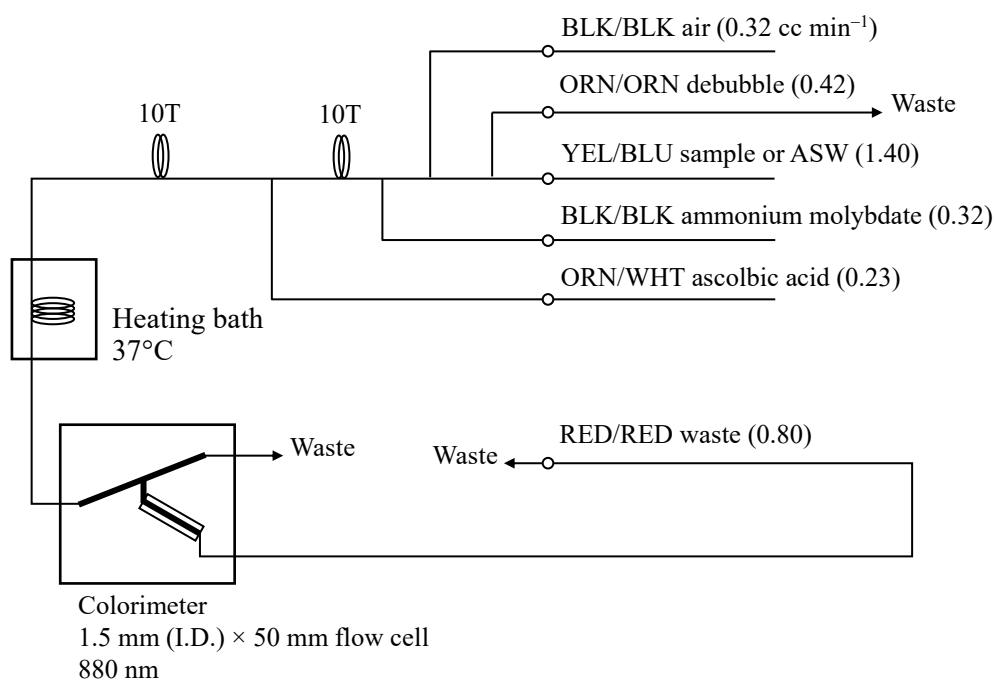 BLK/BLK air (0.32 cc min⁻¹)
ORN/ORN debubble (0.42)
Waste
10T
10T
YEL/BLU sample or ASW (1.40)
BLK/BLK ammonium molybdate (0.32)
ORN/WHT ascolbic acid (0.23)
Heating bath
37°C
RED/RED waste (0.80)
Waste
Waste
Colorimeter
1.5 mm (I.D.) × 50 mm flow cell
880 nm